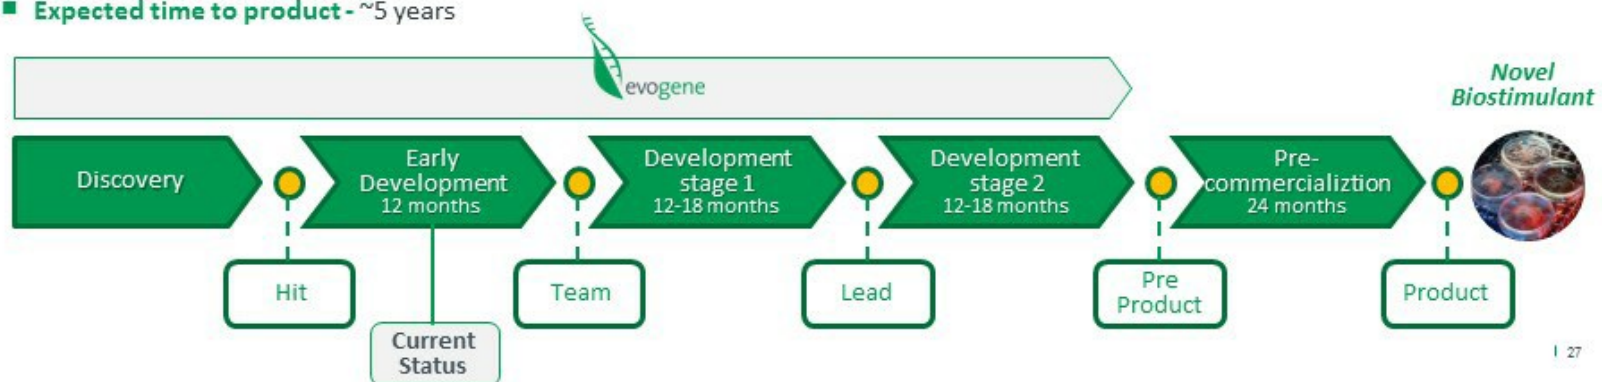 Expected time to product - ~5 years
evogene
Novel
Biostimulant
Discovery
Early
Development
12 months
Development
stage 1
12-18 months
Development
stage 2
12-18 months
Pre-
commercializtion
24 months
Hit
Team
Lead
Pre
Product
Product
Current
Status
27